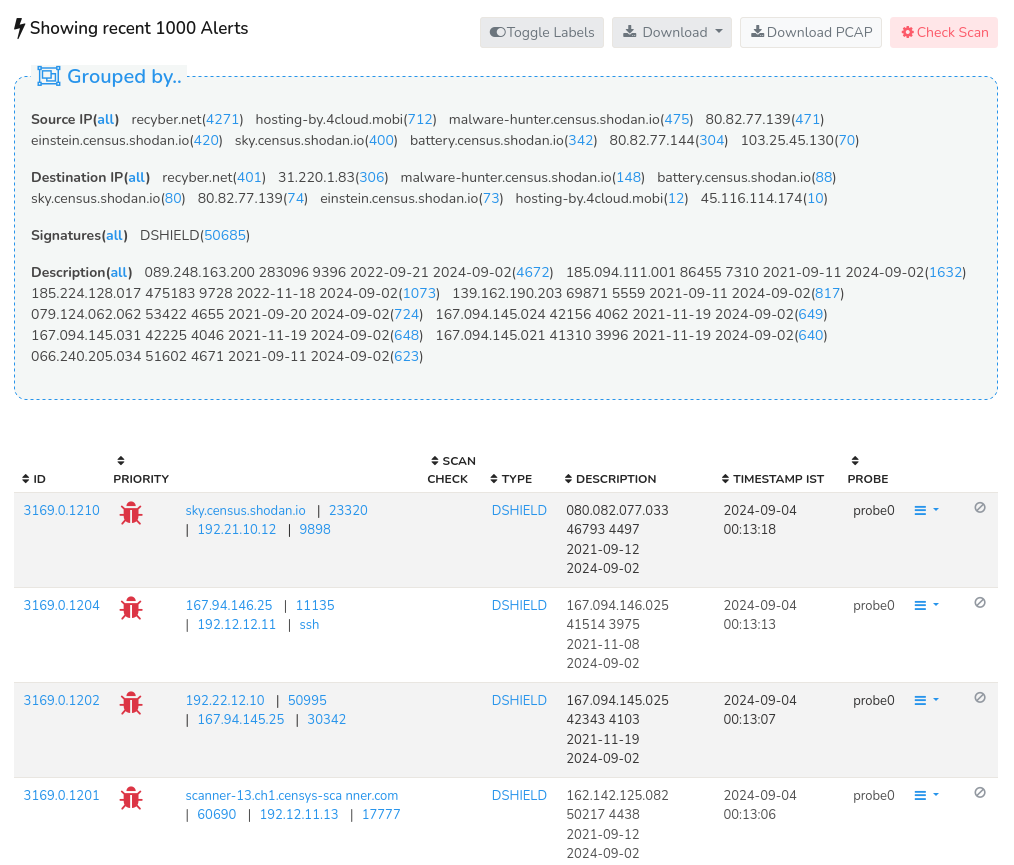 Showing recent 1000 Alerts
Toggle Labels
Download
Download PCAP
Check Scan
Grouped by..
Source IP(all) recyber.net(4271) hosting-by.4cloud.mobi(712) malware-hunter.census.shodan.io(475) 80.82.77.139(471)
einstein.census.shodan.io(420) sky.census.shodan.io(400) battery.census.shodan.io(342) 80.82.77.144(304) 103.25.45.130(70)
Destination IP(all) recyber.net(401) 31.220.1.83(306) malware-hunter.census.shodan.io(148) battery.census.shodan.io(88)
sky.census.shodan.io(80) 80.82.77.139(74) einstein.census.shodan.io(73) hosting-by.4cloud.mobi(12) 45.116.114.174(10)
Signatures(all) DSHIELD(50685)
Description(all) 089.248.163.200 283096 9396 2022-09-21 2024-09-02(4672) 185.094.111.001 86455 7310 2021-09-11 2024-09-02(1632)
185.224.128.017 475183 9728 2022-11-18 2024-09-02(1073) 139.162.190.203 69871 5559 2021-09-11 2024-09-02(817)
079.124.062.062 53422 4655 2021-09-20 2024-09-02(724) 167.094.145.024 42156 4062 2021-11-19 2024-09-02(649)
167.094.145.031 42225 4046 2021-11-19 2024-09-02(648) 167.094.145.021 41310 3996 2021-11-19 2024-09-02(640)
066.240.205.034 51602 4671 2021-09-11 2024-09-02(623)
ID
PRIORITY
SCAN
CHECK
TYPE
DESCRIPTION
TIMESTAMP IST
PROBE
3169.0.1210
sky.census.shodan.io | 23320
| 192.21.10.12 | 9898
DSHIELD
080.082.077.033
46793 4497
2021-09-12
2024-09-02
2024-09-04
00:13:18
probe0
3169.0.1204
167.94.146.25 | 11135
| 192.12.12.11 | ssh
DSHIELD
167.094.146.025
41514 3975
2021-11-08
2024-09-02
2024-09-04
00:13:13
probe0
3169.0.1202
192.22.12.10 | 50995
| 167.94.145.25 | 30342
DSHIELD
167.094.145.025
42343 4103
2021-11-19
2024-09-02
2024-09-04
00:13:07
probe0
3169.0.1201
scanner-13.ch1.censys-sca nner.com
| 60690 | 192.12.11.13 | 17777
DSHIELD
162.142.125.082
50217 4438
2021-09-12
2024-09-02
2024-09-04
00:13:06
probe0